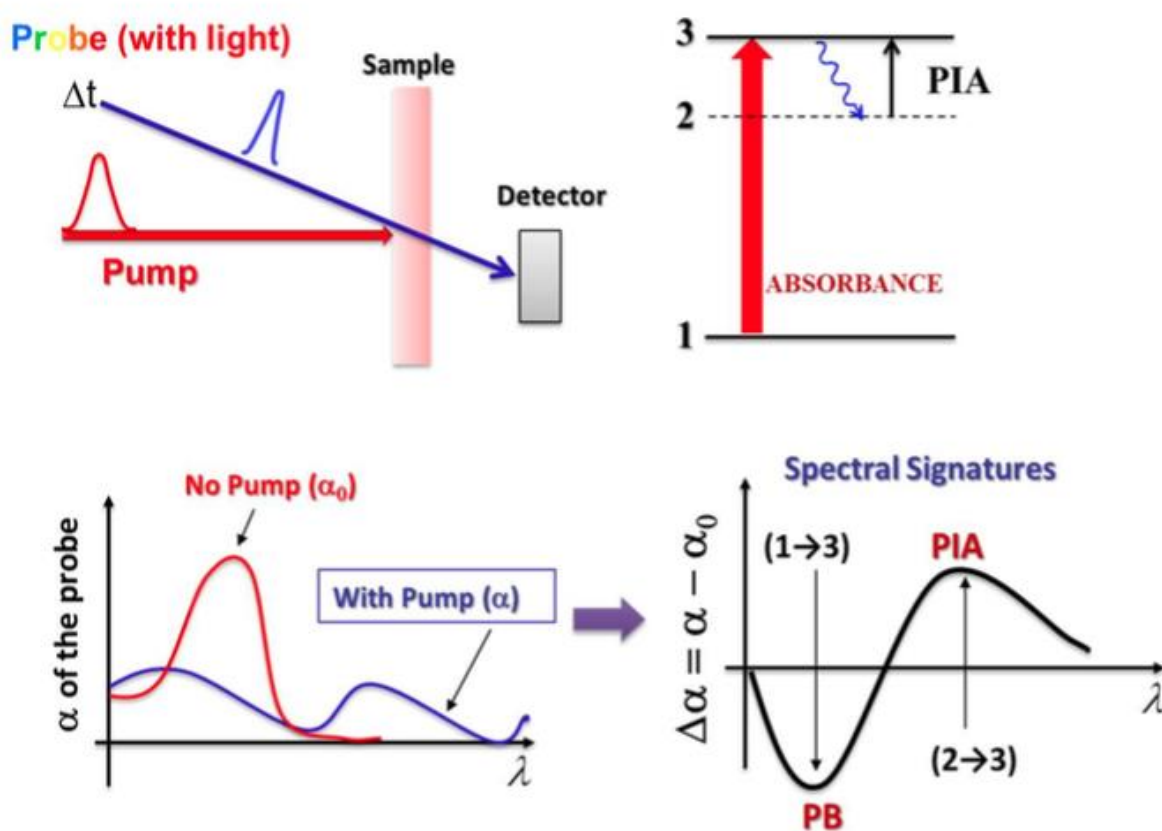 Probe (with light)
Δt
Sample
Detector
Pump
3
2
1
PIA
ABSORBANCE
No Pump (α₀)
With Pump (α)
α of the probe
λ
Spectral Signatures
(1→3)
PIA
Δα = α − α₀
λ
(2→3)
PB